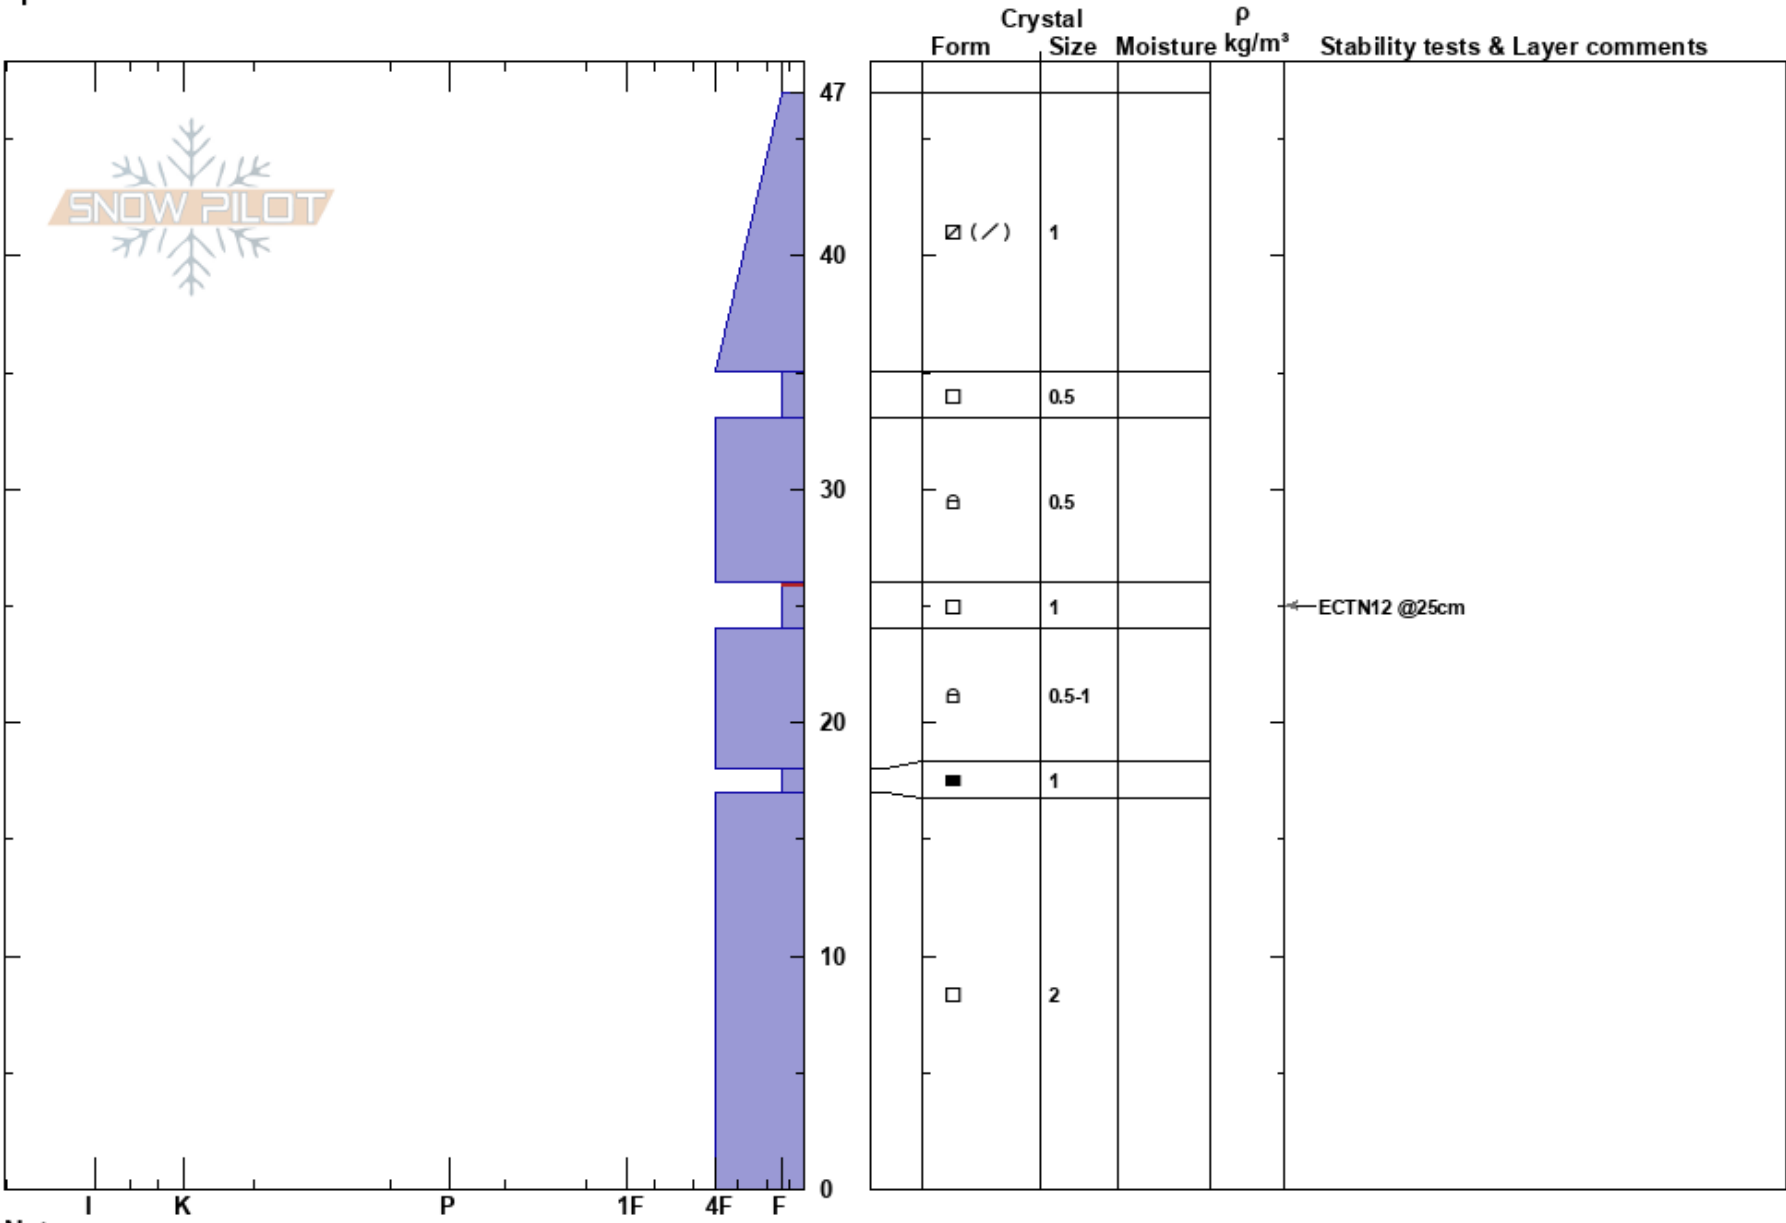 Crystal ρ
Form Size Moisture kg/m³ Stability tests & Layer comments
47
SNOW PILOT
(/) 1
40
0.5
30
0.5
1
ECTN12 @25cm
0.5-1
20
1
10
2
0
I K P 1F 4F F